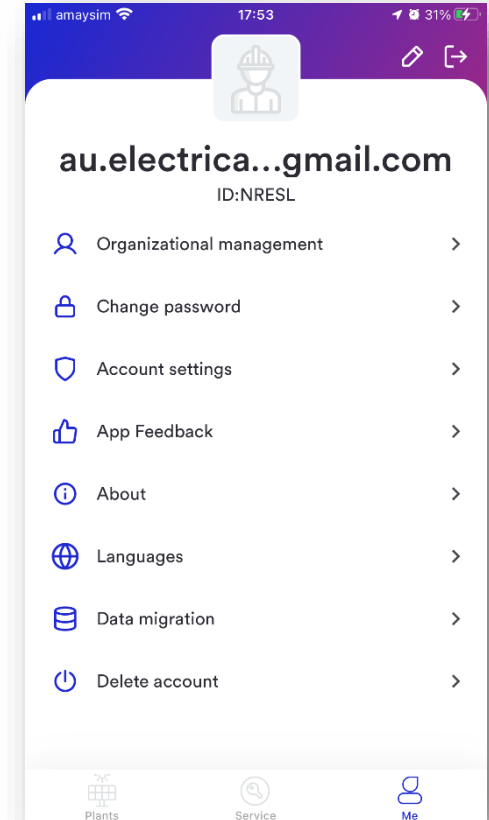 amaysim 17:53 31%
au.electrica...gmail.com
ID:NRESL
Organizational management
Change password
Account settings
App Feedback
About
Languages
Data migration
Delete account
Plants Service Me